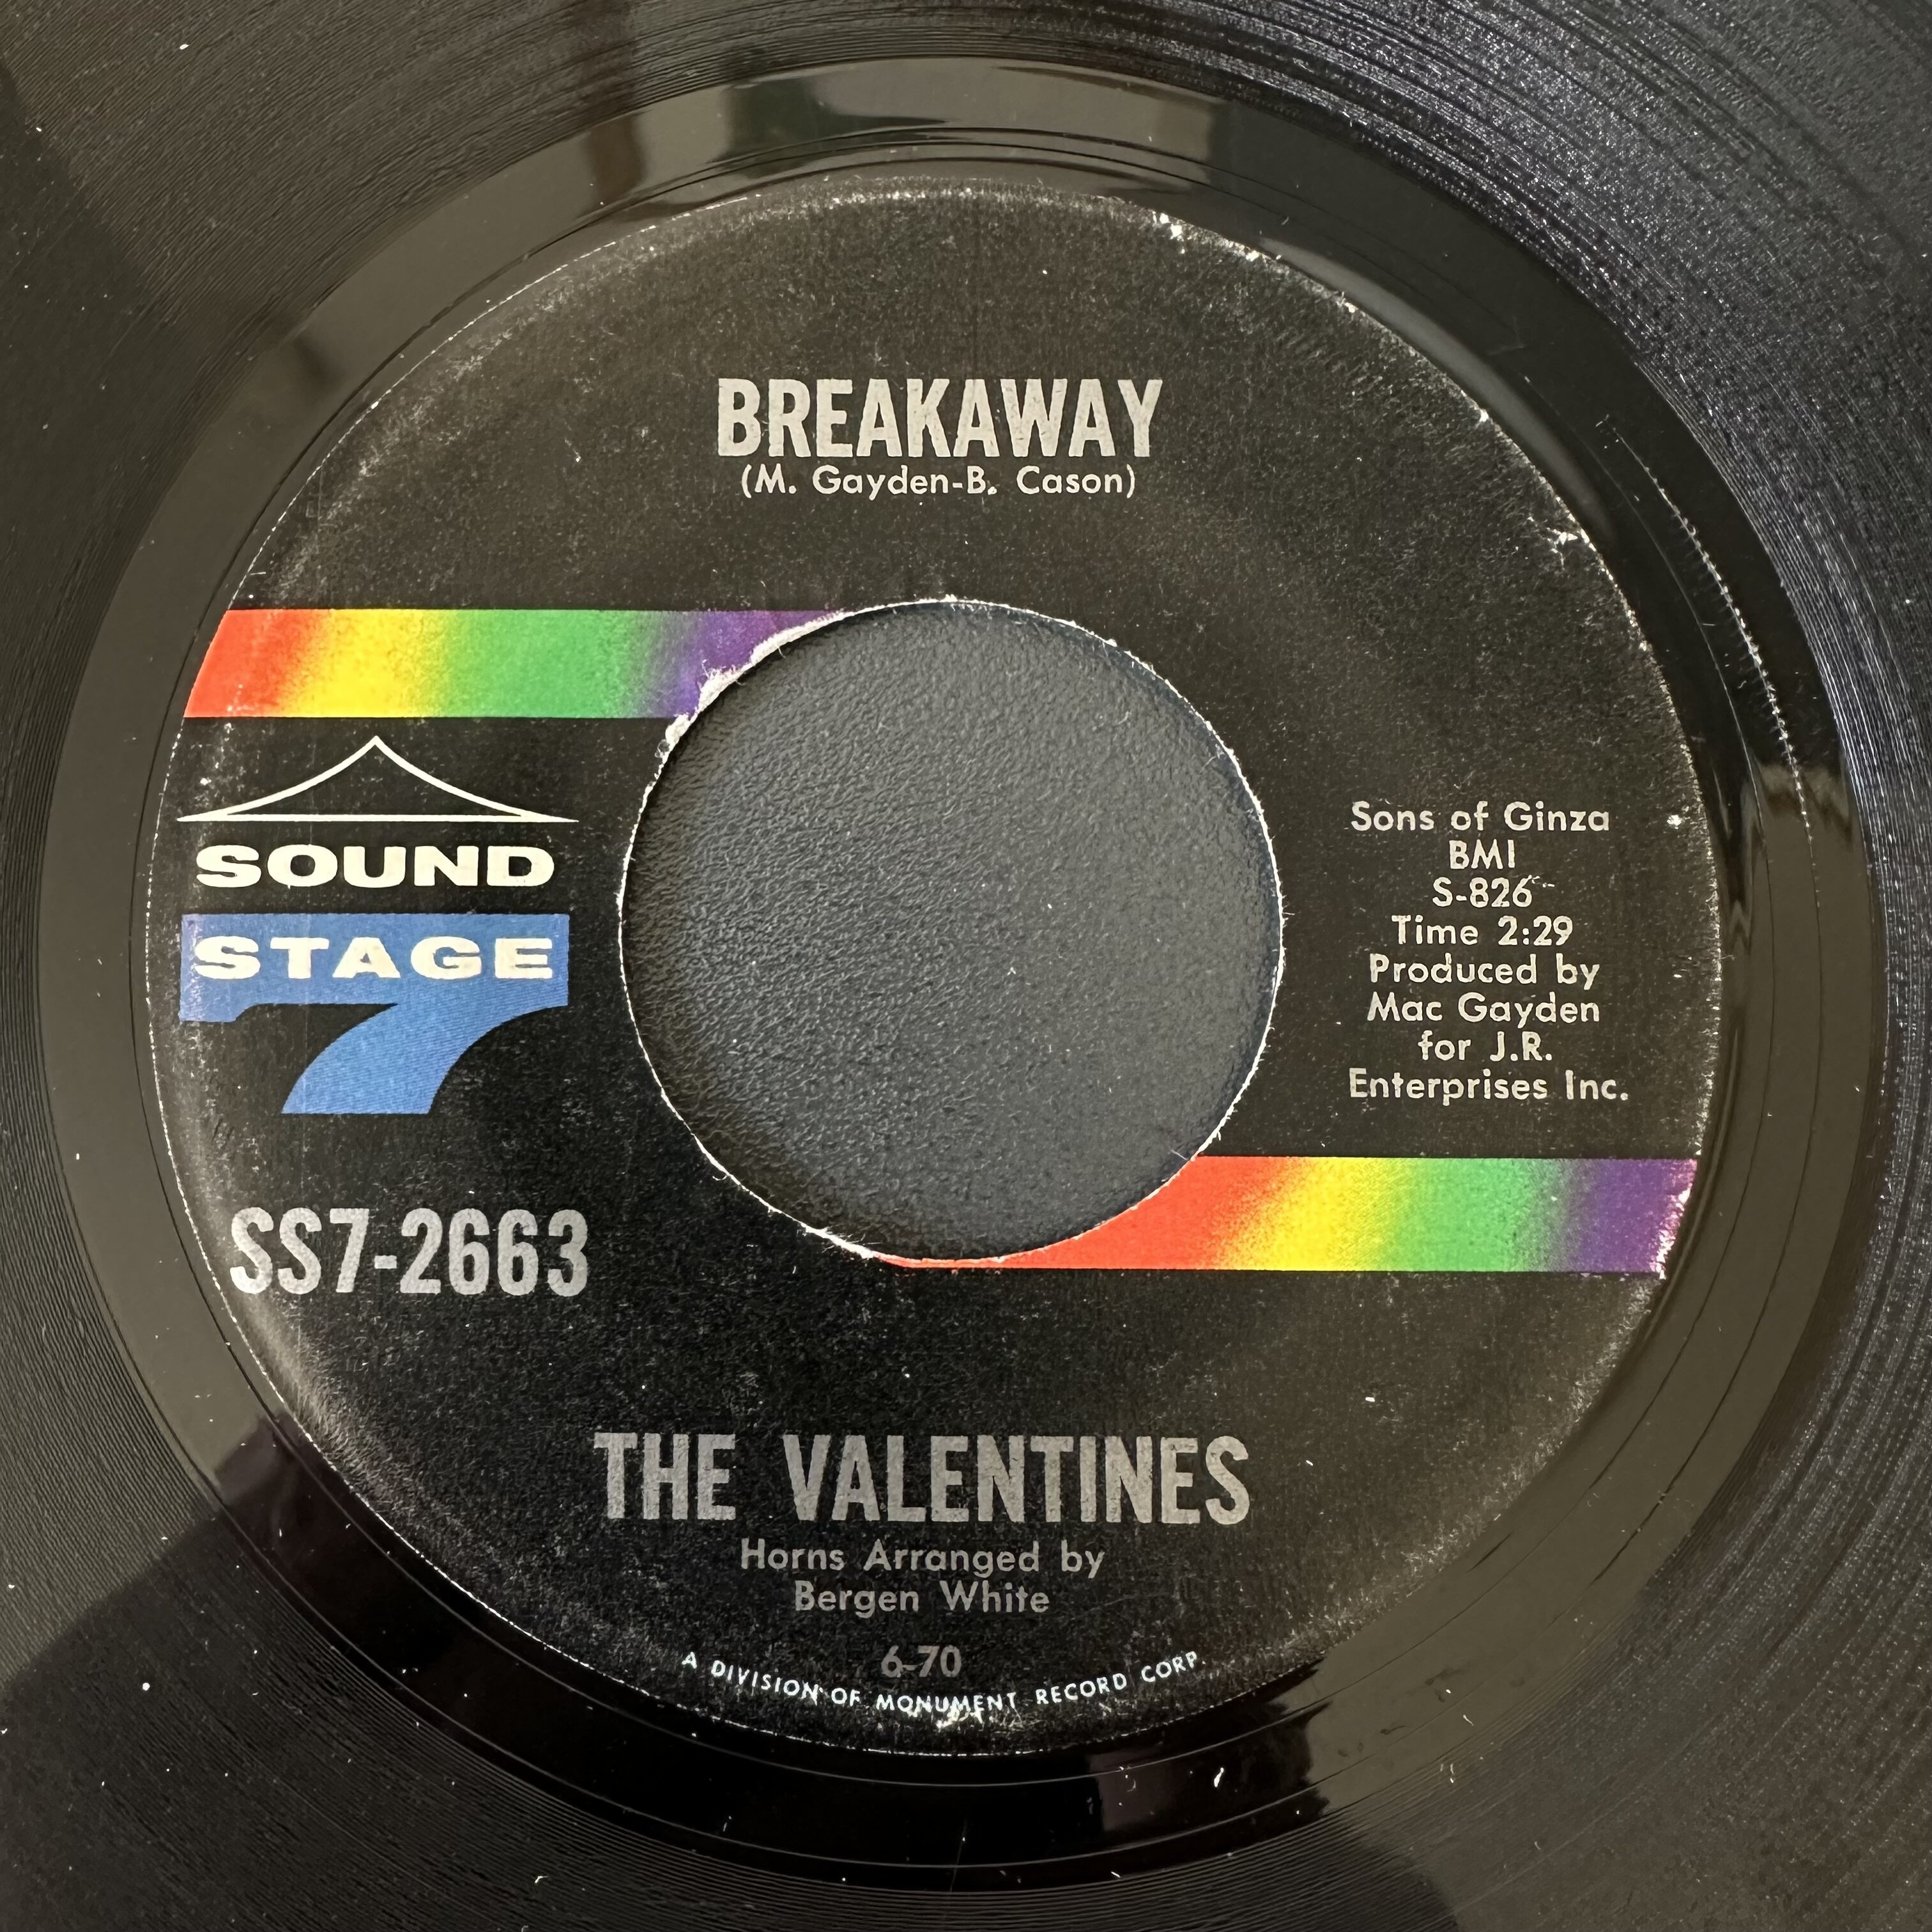 BREAKAWAY
(M. Gayden-B. Cason)
SOUND
STAGE
7
SS7-2663
Sons of Ginza
BMI
S-826
Time 2:29
Produced by
Mac Gayden
for J.R.
Enterprises Inc.
THE VALENTINES
Horns Arranged by
Bergen White
6-70
A DIVISION OF MONUMENT RECORD CORP.